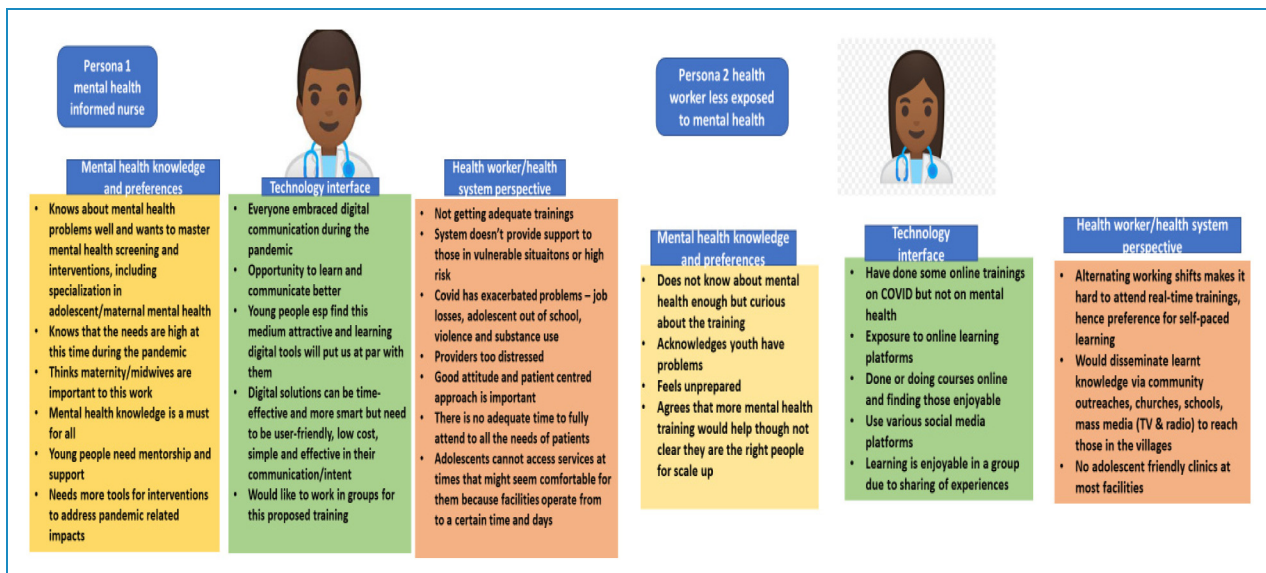 Persona 1
mental health
informed nurse
Mental health knowledge
and preferences
• Knows about mental health
problems well and wants to master
mental health screening and
interventions, including
specialization in
adolescent/maternal mental health
• Knows that the needs are high at
this time during the pandemic
• Thinks maternity/midwives are
important to this work
• Mental health knowledge is a must
for all
• Young people need mentorship and
support
• Needs more tools for interventions
to address pandemic related
impacts
Technology interface
• Everyone embraced digital
communication during the
pandemic
• Opportunity to learn and
communicate better
• Young people esp find this
medium attractive and learning
digital tools will put us at par with
them
• Digital solutions can be time-
effective and more smart but need
to be user-friendly, low cost,
simple and effective in their
communication/intent
• Would like to work in groups for
this proposed training
Health worker/health
system perspective
• Not getting adequate trainings
• System doesn't provide support to
those in vulnerable situaitons or high
risk
• Covid has exacerbated problems – job
losses, adolescent out of school,
violence and substance use
• Providers too distressed
• Good attitude and patient centred
approach is important
• There is no adequate time to fully
attend to all the needs of patients
• Adolescents cannot access services at
times that might seem comfortable for
them because facilities operate from
to a certain time and days
Persona 2 health
worker less exposed
to mental health
Mental health knowledge
and preferences
• Does not know about mental
health enough but curious
about the training
• Acknowledges youth have
problems
• Feels unprepared
• Agrees that more mental health
training would help though not
clear they are the right people
for scale up
Technology
interface
• Have done some online trainings
on COVID but not on mental
health
• Exposure to online learning
platforms
• Done or doing courses online
and finding those enjoyable
• Use various social media
platforms
• Learning is enjoyable in a group
due to sharing of experiences
Health worker/health system
perspective
• Alternating working shifts makes it
hard to attend real-time trainings,
hence preference for self-paced
learning
• Would disseminate learnt
knowledge via community
outreaches, churches, schools,
mass media (TV & radio) to reach
those in the villages
• No adolescent friendly clinics at
most facilities